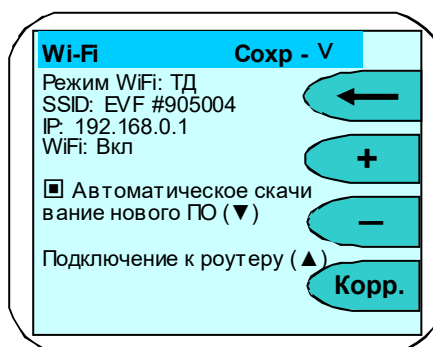 Wi-Fi Сохр - V
Режим WiFi: ТД
SSID: EVF #905004
IP: 192.168.0.1
WiFi: Вкл
▣ Автоматическое скачи
вание нового ПО (▼)
Подключение к роутеру (▲)
←
+
–
Корр.